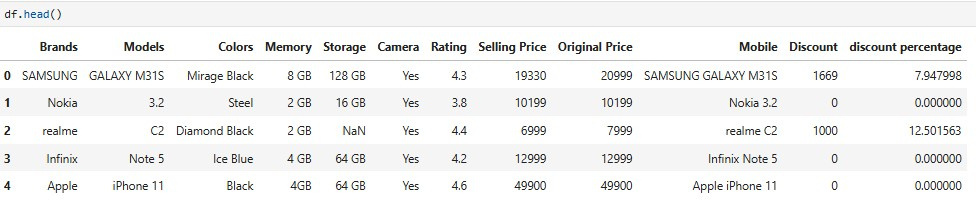 df.head()
Brands Models Colors Memory Storage Camera Rating Selling Price Original Price Mobile Discount discount percentage
0 SAMSUNG GALAXY M31S Mirage Black 8 GB 128 GB Yes 4.3 19330 20999 SAMSUNG GALAXY M31S 1669 7.947998
1 Nokia 3.2 Steel 2 GB 16 GB Yes 3.8 10199 10199 Nokia 3.2 0 0.000000
2 realme C2 Diamond Black 2 GB NaN Yes 4.4 6999 7999 realme C2 1000 12.501563
3 Infinix Note 5 Ice Blue 4 GB 64 GB Yes 4.2 12999 12999 Infinix Note 5 0 0.000000
4 Apple iPhone 11 Black 4GB 64 GB Yes 4.6 49900 49900 Apple iPhone 11 0 0.000000